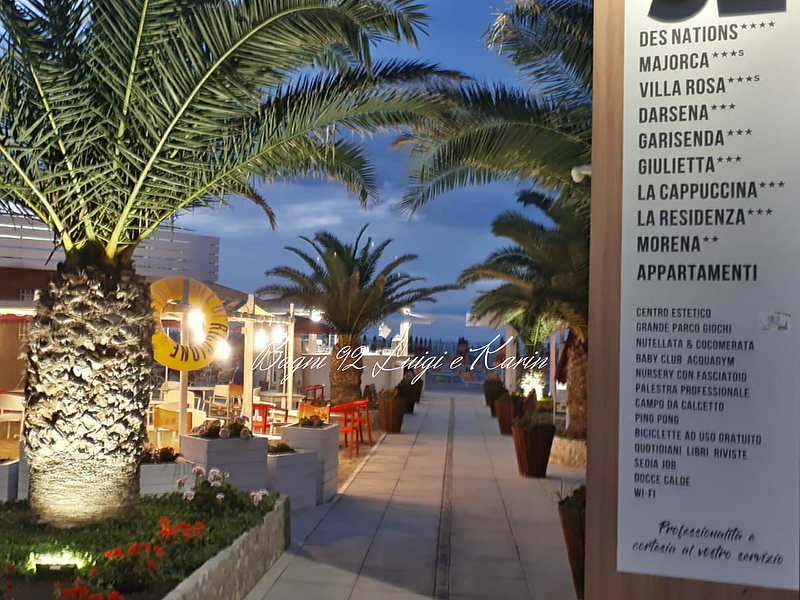 DES NATIONS****
MAJORCA***S
VILLA ROSA***S
DARSENA***
GARISENDA***
GIULIETTA***
LA CAPPUCCINA***
LA RESIDENZA***
MORENA**
APPARTAMENTI
CENTRO ESTETICO
GRANDE PARCO GIOCHI
NUTELLATA & COCOMERATA
BABY CLUB ACQUAGYM
NURSERY CON FASCIATOIO
PALESTRA PROFESSIONALE
CAMPO DA CALCETTO
PING PONG
BICICLETTE AD USO GRATUITO
QUOTIDIANI LIBRI RIVISTE
SEDIA JOB
DOCCE CALDE
WI-FI
Professionalità e
cortesia al vostro servizio
Bagni 92 Luigi e Karin